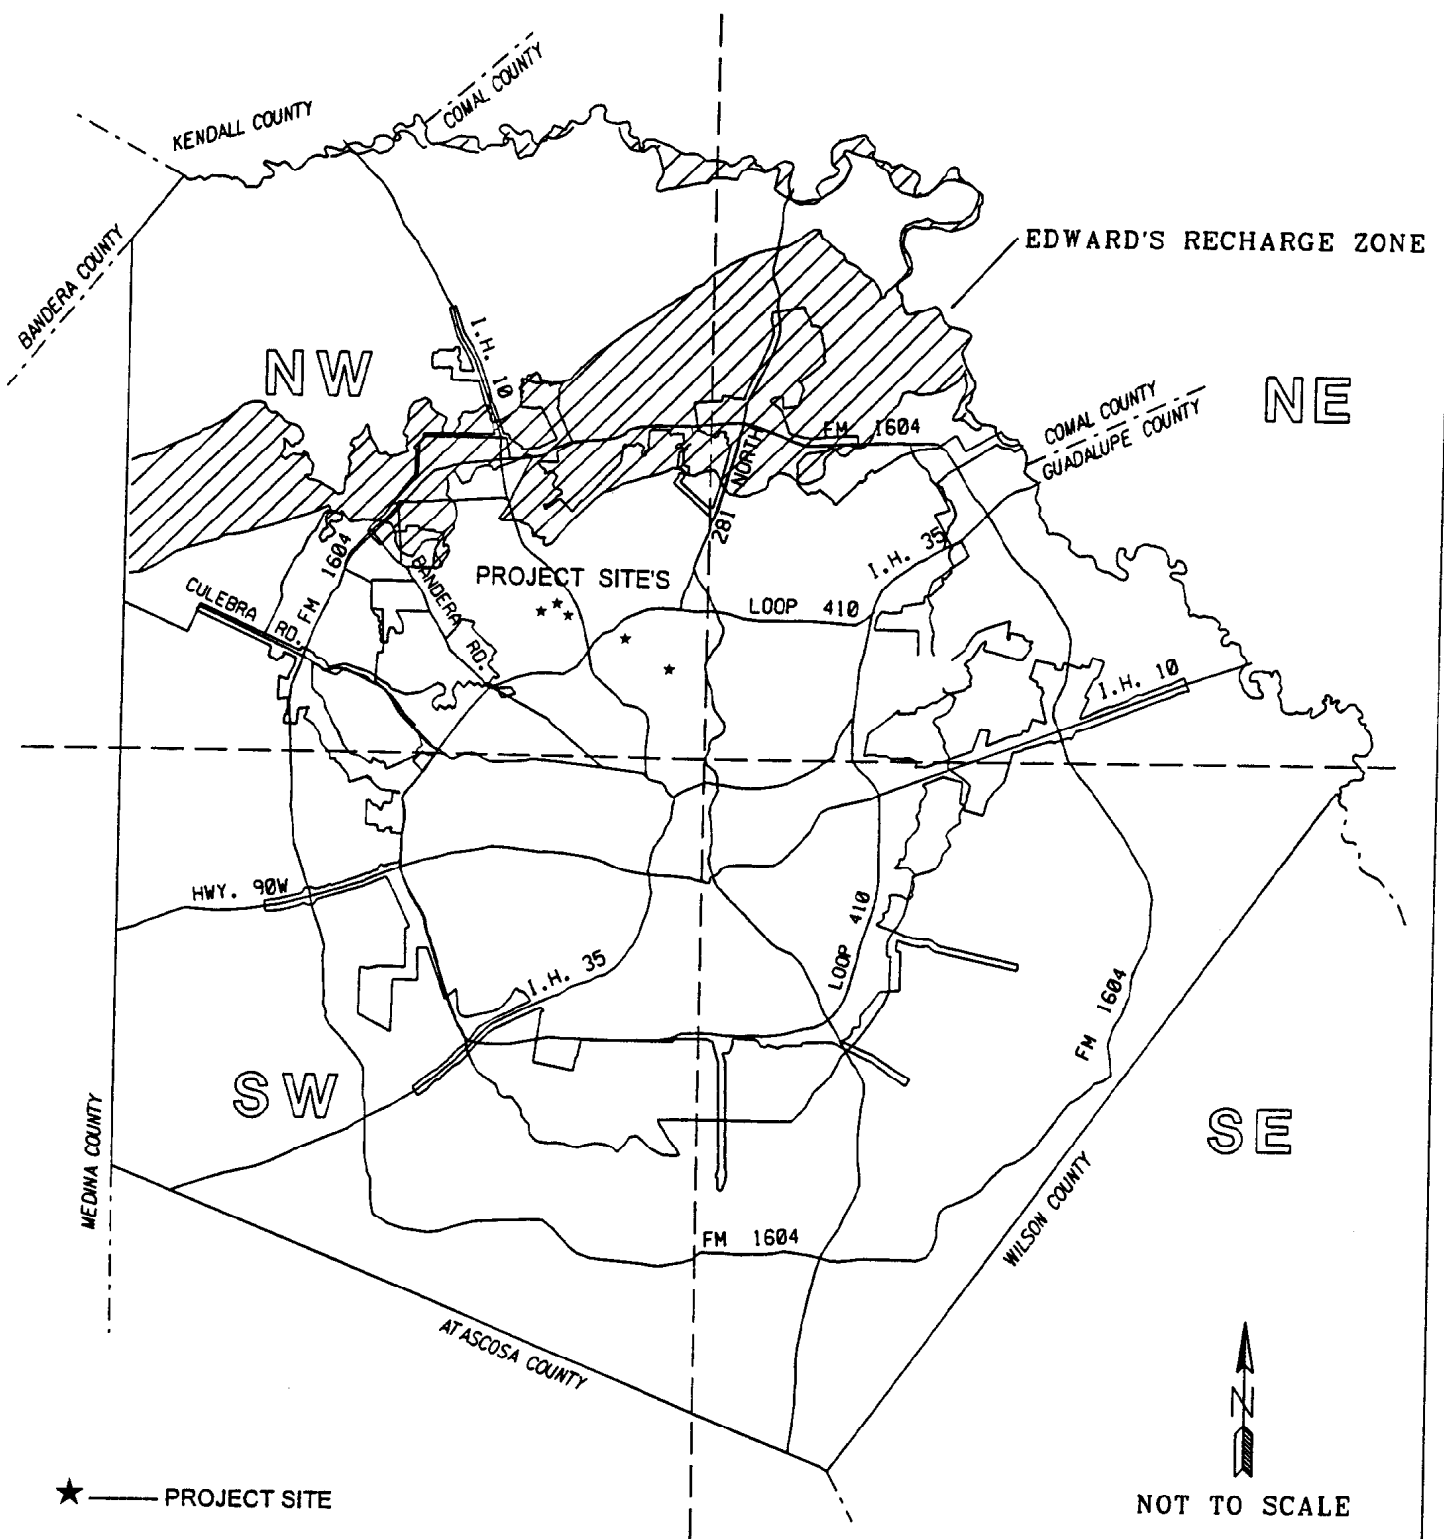 KENDALL COUNTY
COMAL COUNTY
BANDERA COUNTY
EDWARD'S RECHARGE ZONE
I.H. 10
NW
NE
COMAL COUNTY
GUADALUPE COUNTY
FM 1604
281 NORTH
I.H. 35
FM 1604
BANDERA RD.
PROJECT SITE'S
CULEBRA RD.
LOOP 410
I.H. 10
HWY. 90W
LOOP 410
I.H. 35
FM 1604
SW
SE
MEDINA COUNTY
WILSON COUNTY
FM 1604
ATASCOSA COUNTY
N
PROJECT SITE
NOT TO SCALE